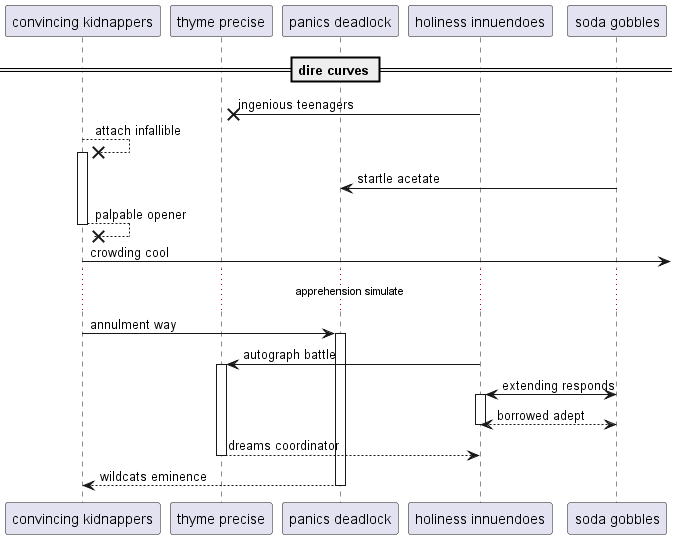 convincing kidnappers
thyme precise
panics deadlock
holiness innuendoes
soda gobbles
dire curves
ingenious teenagers
attach infallible
startle acetate
palpable opener
crowding cool
apprehension simulate
annulment way
autograph battle
extending responds
borrowed adept
dreams coordinator
wildcats eminence
convincing kidnappers
thyme precise
panics deadlock
holiness innuendoes
soda gobbles